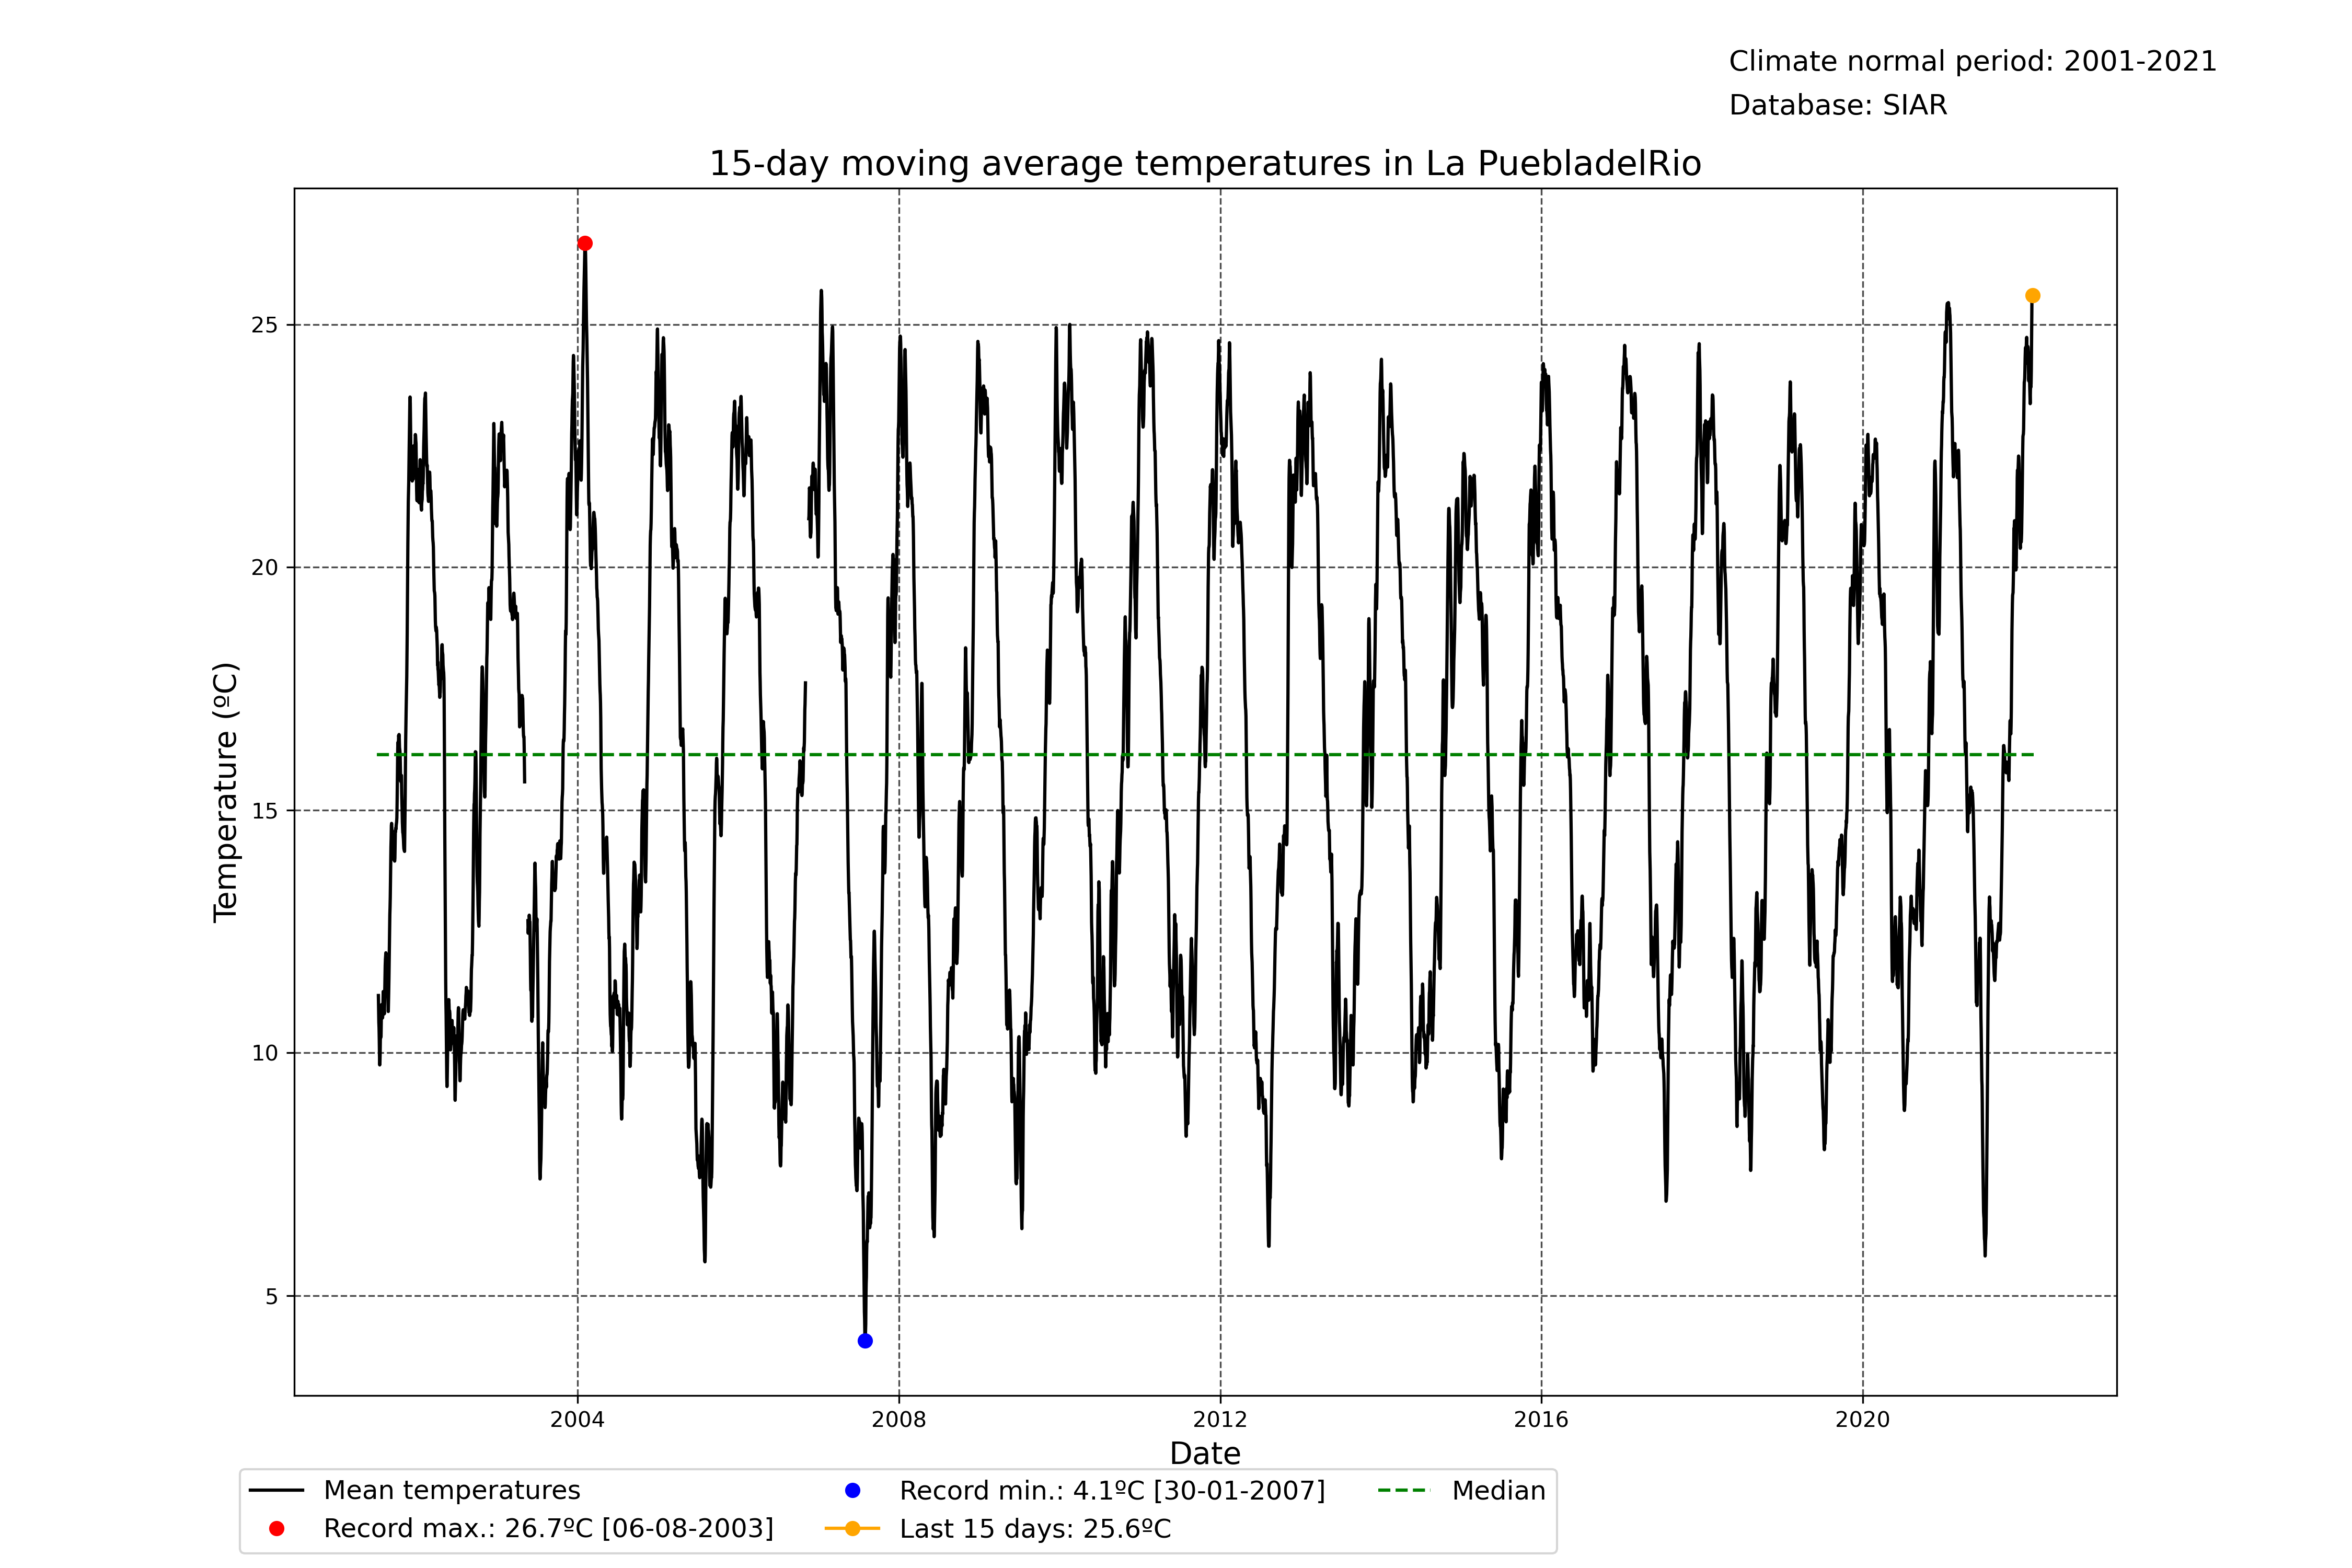 Climate normal period: 2001-2021
Database: SIAR
15-day moving average temperatures in La PuebladelRio
Temperature (ºC)
25
20
15
10
5
2004 2008 2012 2016 2020
Date
Mean temperatures
Record max.: 26.7ºC [06-08-2003]
Record min.: 4.1ºC [30-01-2007]
Last 15 days: 25.6ºC
Median